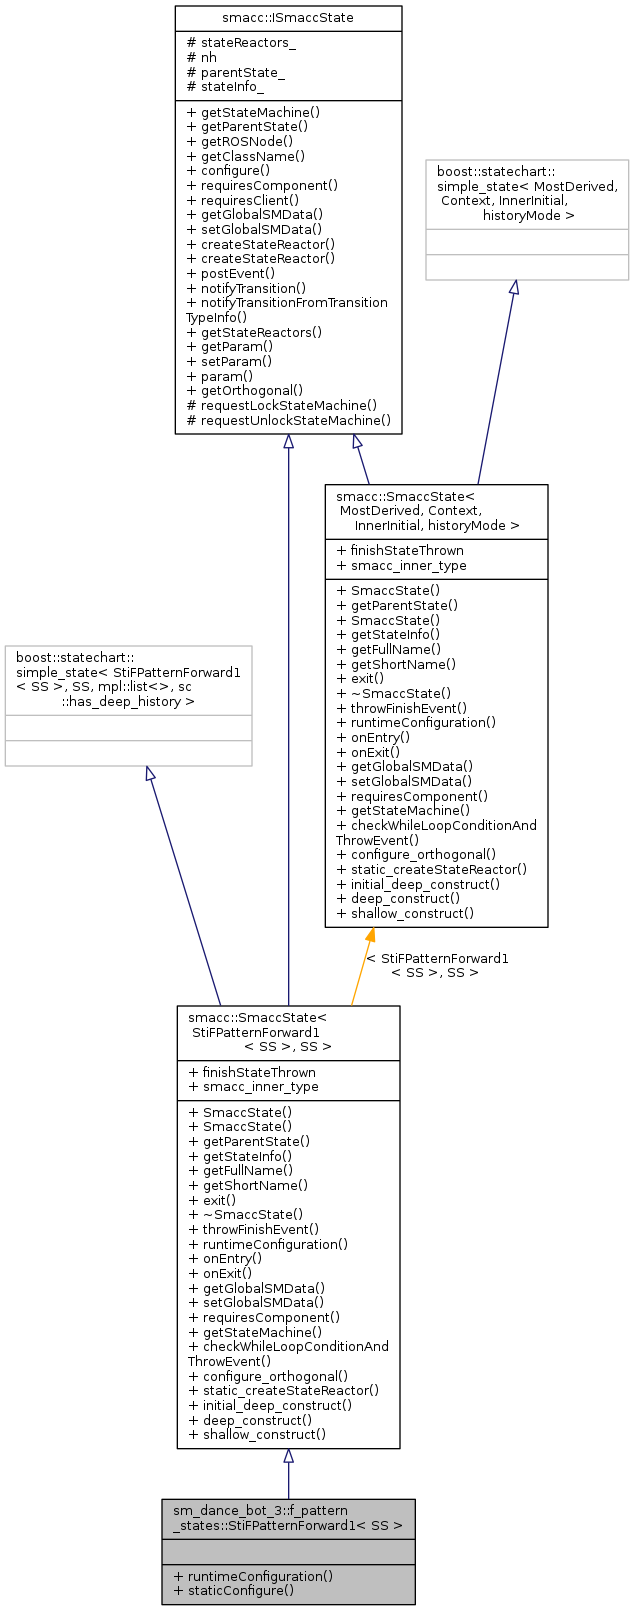 smacc::ISmaccState
# stateReactors_
# nh
# parentState_
# stateInfo_
+ getStateMachine()
+ getParentState()
+ getROSNode()
+ getClassName()
+ configure()
+ requiresComponent()
+ requiresClient()
+ getGlobalSMData()
+ setGlobalSMData()
+ createStateReactor()
+ createStateReactor()
+ postEvent()
+ notifyTransition()
+ notifyTransitionFromTransition
TypeInfo()
+ getStateReactors()
+ getParam()
+ setParam()
+ param()
+ getOrthogonal()
# requestLockStateMachine()
# requestUnlockStateMachine()
boost::statechart::
simple_state< MostDerived,
Context, InnerInitial,
historyMode >
smacc::SmaccState<
MostDerived, Context,
InnerInitial, historyMode >
+ finishStateThrown
+ smacc_inner_type
+ SmaccState()
+ getParentState()
+ SmaccState()
+ getStateInfo()
+ getFullName()
+ getShortName()
+ exit()
+ ~SmaccState()
+ throwFinishEvent()
+ runtimeConfiguration()
+ onEntry()
+ onExit()
+ getGlobalSMData()
+ setGlobalSMData()
+ requiresComponent()
+ getStateMachine()
+ checkWhileLoopConditionAnd
ThrowEvent()
+ configure_orthogonal()
+ static_createStateReactor()
+ initial_deep_construct()
+ deep_construct()
+ shallow_construct()
boost::statechart::
simple_state< StiFPatternForward1
< SS >, SS, mpl::list<>, sc
::has_deep_history >
< StiFPatternForward1
< SS >, SS >
smacc::SmaccState<
StiFPatternForward1
< SS >, SS >
+ finishStateThrown
+ smacc_inner_type
+ SmaccState()
+ SmaccState()
+ getParentState()
+ getStateInfo()
+ getFullName()
+ getShortName()
+ exit()
+ ~SmaccState()
+ throwFinishEvent()
+ runtimeConfiguration()
+ onEntry()
+ onExit()
+ getGlobalSMData()
+ setGlobalSMData()
+ requiresComponent()
+ getStateMachine()
+ checkWhileLoopConditionAnd
ThrowEvent()
+ configure_orthogonal()
+ static_createStateReactor()
+ initial_deep_construct()
+ deep_construct()
+ shallow_construct()
sm_dance_bot_3::f_pattern
_states::StiFPatternForward1< SS >
+ runtimeConfiguration()
+ staticConfigure()